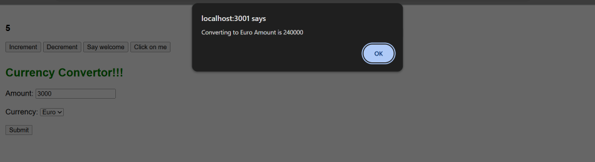 localhost:3001 says
Converting to Euro Amount is 240000
OK
5
Increment Decrement Say welcome Click on me
Currency Convertor!!!
Amount: 3000
Currency: Euro
Submit